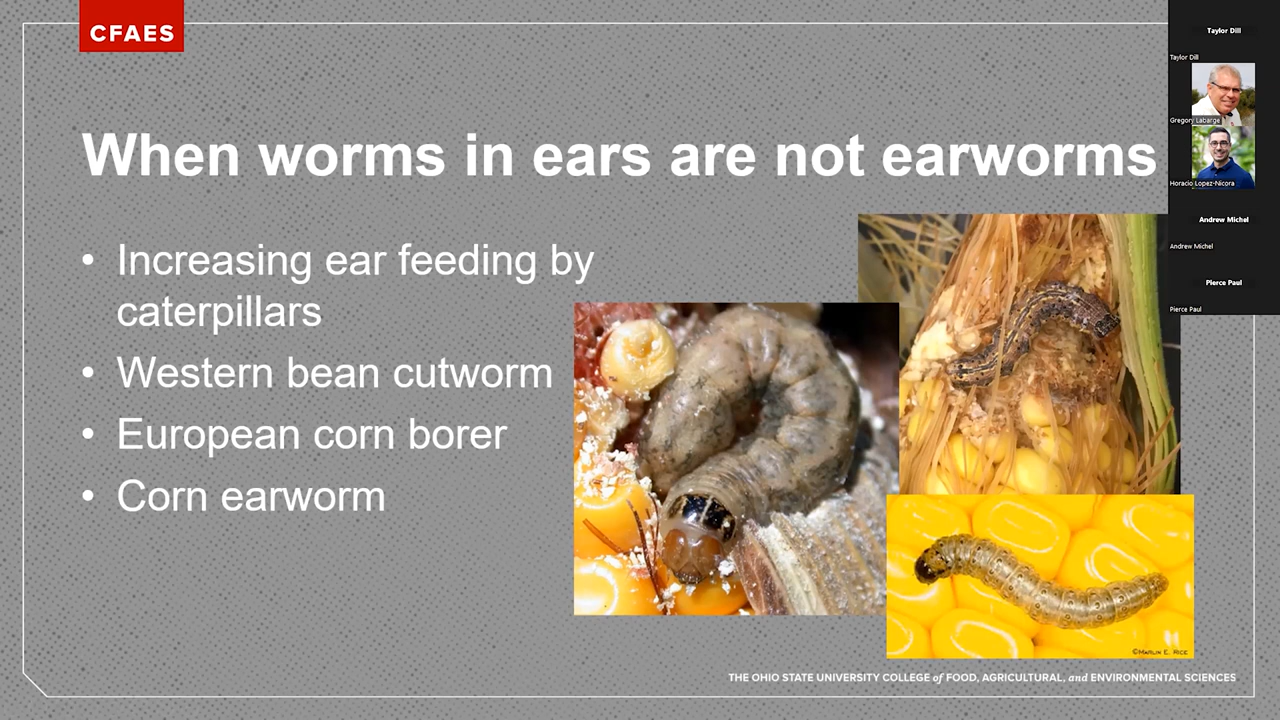 CFAES
When worms in ears are not earworms
• Increasing ear feeding by
caterpillars
• Western bean cutworm
• European corn borer
• Corn earworm
©MARLIN E. RICE
THE OHIO STATE UNIVERSITY COLLEGE of FOOD, AGRICULTURAL, and ENVIRONMENTAL SCIENCES
Taylor Dill
Taylor Dill
Gregory Labarge
Horacio Lopez-Nicora
Andrew Michel
Andrew Michel
Pierce Paul
Pierce Paul